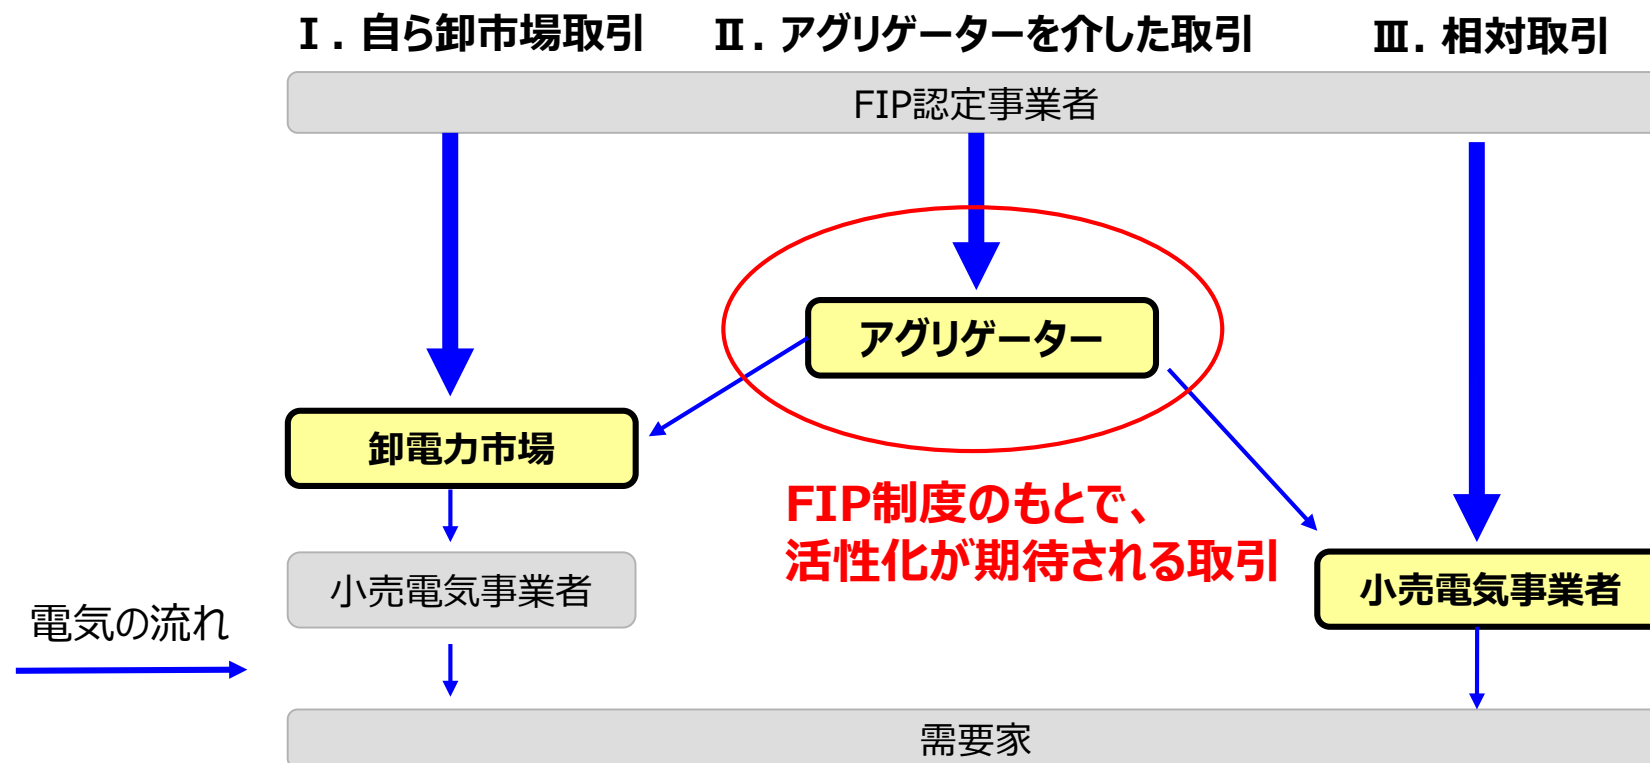 Ⅰ. 自ら卸市場取引
Ⅱ. アグリゲーターを介した取引
Ⅲ. 相対取引
FIP認定事業者
アグリゲーター
卸電力市場
FIP制度のもとで、
活性化が期待される取引
小売電気事業者
小売電気事業者
電気の流れ
需要家